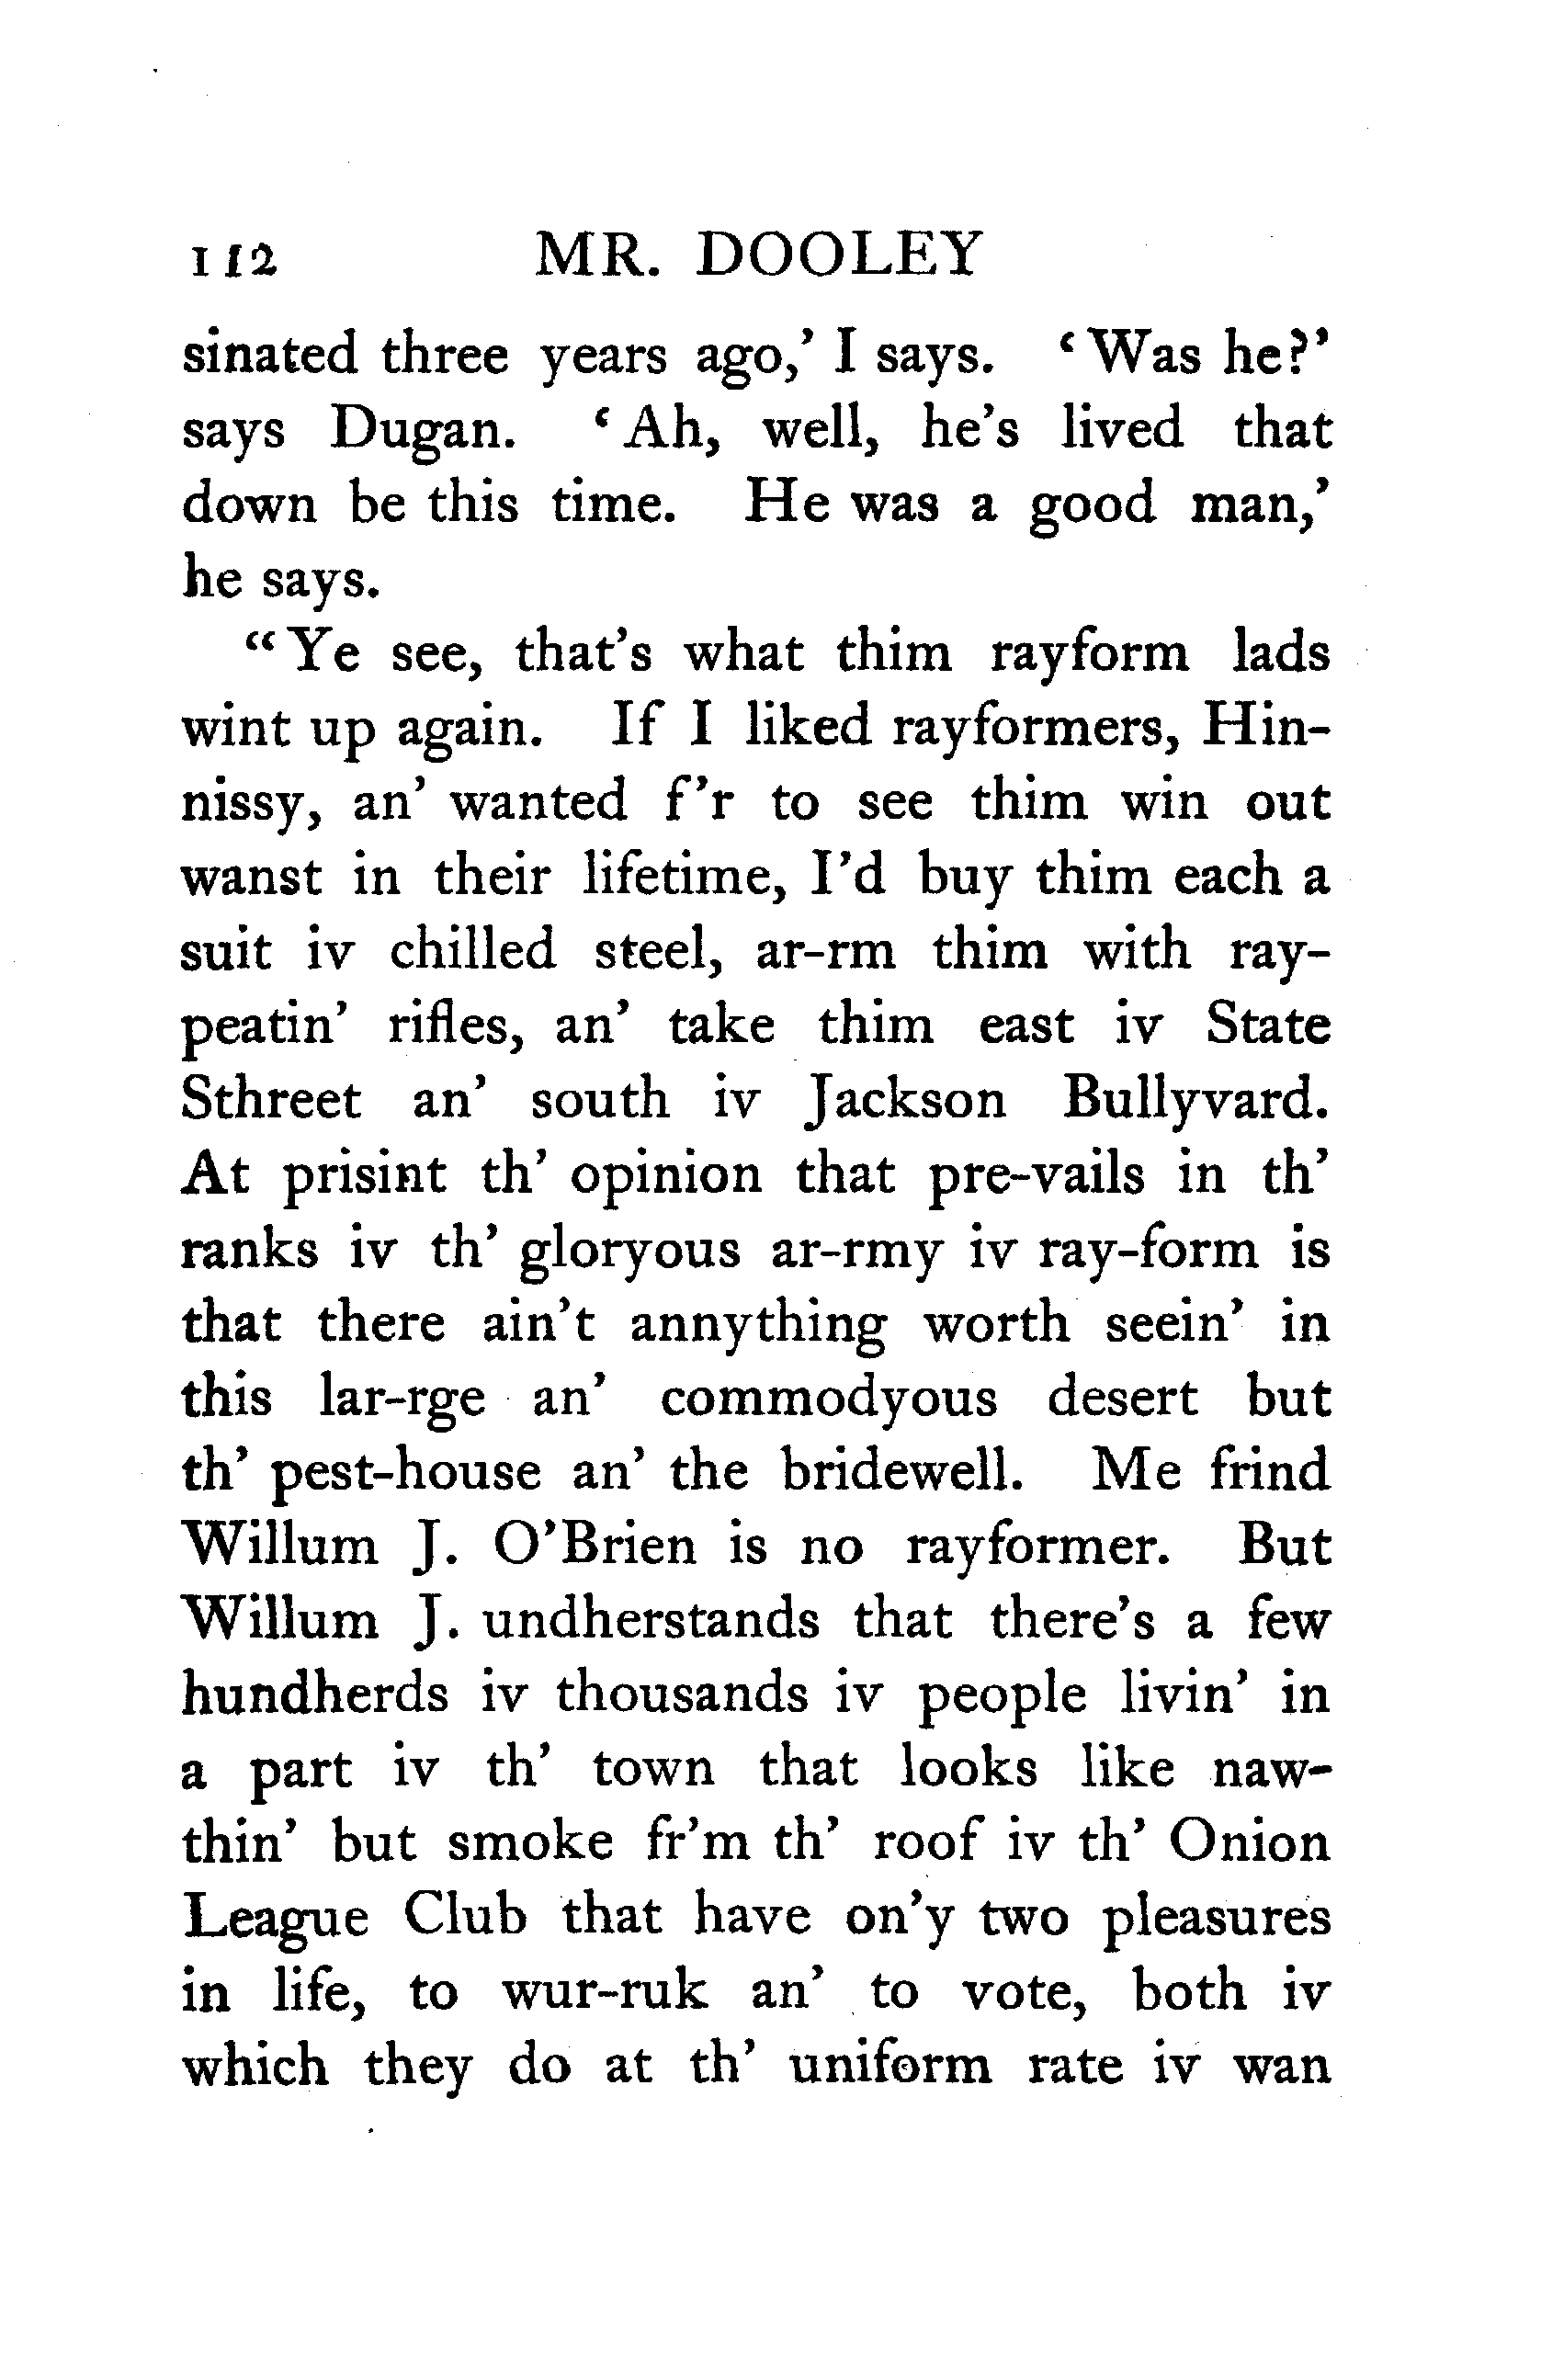 112 MR. DOOLEY
sinated three years ago,’ I says. ‘Was he?’
says Dugan. ‘Ah, well, he’s lived that
down be this time. He was a good man,’
he says.
“Ye see, that’s what thim rayform lads
wint up again. If I liked rayformers, Hin-
nissy, an’ wanted f’r to see thim win out
wanst in their lifetime, I’d buy thim each a
suit iv chilled steel, ar-rm thim with ray-
peatin’ rifles, an’ take thim east iv State
Sthreet an’ south iv Jackson Bullyvard.
At prisint th’ opinion that pre-vails in th’
ranks iv th’ gloryous ar-rmy iv ray-form is
that there ain’t annything worth seein’ in
this lar-rge an’ commodyous desert but
th’ pest-house an’ the bridewell. Me frind
Willum J. O’Brien is no rayformer. But
Willum J. undherstands that there’s a few
hundherds iv thousands iv people livin’ in
a part iv th’ town that looks like naw-
thin’ but smoke fr’m th’ roof iv th’ Onion
League Club that have on’y two pleasures
in life, to wur-ruk an’ to vote, both iv
which they do at th’ uniform rate iv wan